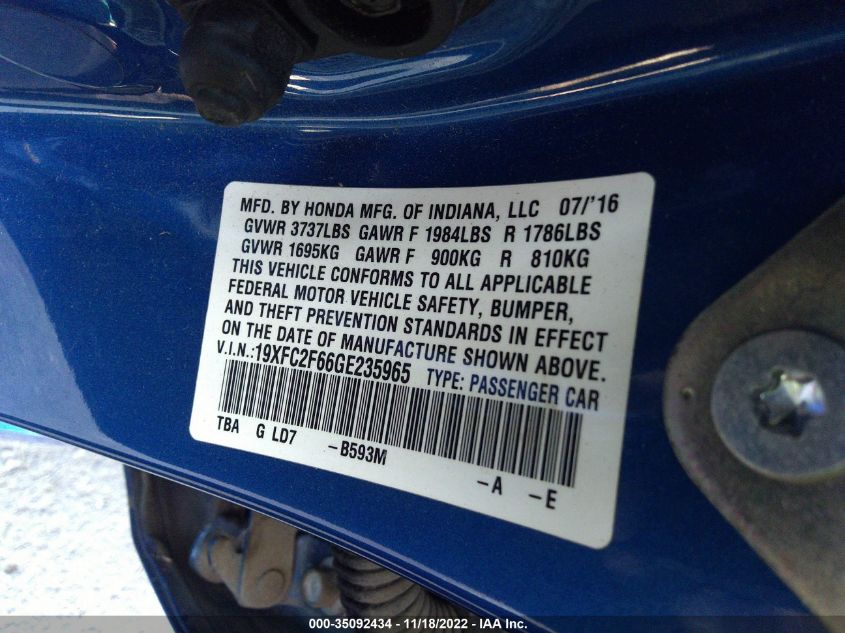 MFD. BY HONDA MFG. OF INDIANA, LLC 07/'16
GVWR 3737LBS GAWR F 1984LBS R 1786LBS
GVWR 1695KG GAWR F 900KG R 810KG
THIS VEHICLE CONFORMS TO ALL APPLICABLE
FEDERAL MOTOR VEHICLE SAFETY, BUMPER,
AND THEFT PREVENTION STANDARDS IN EFFECT
ON THE DATE OF MANUFACTURE SHOWN ABOVE.
V.I.N.:19XFC2F66GE235965 TYPE: PASSENGER CAR
TBA G LD7 -B593M -A -E
000-35092434 - 11/18/2022 - IAA Inc.